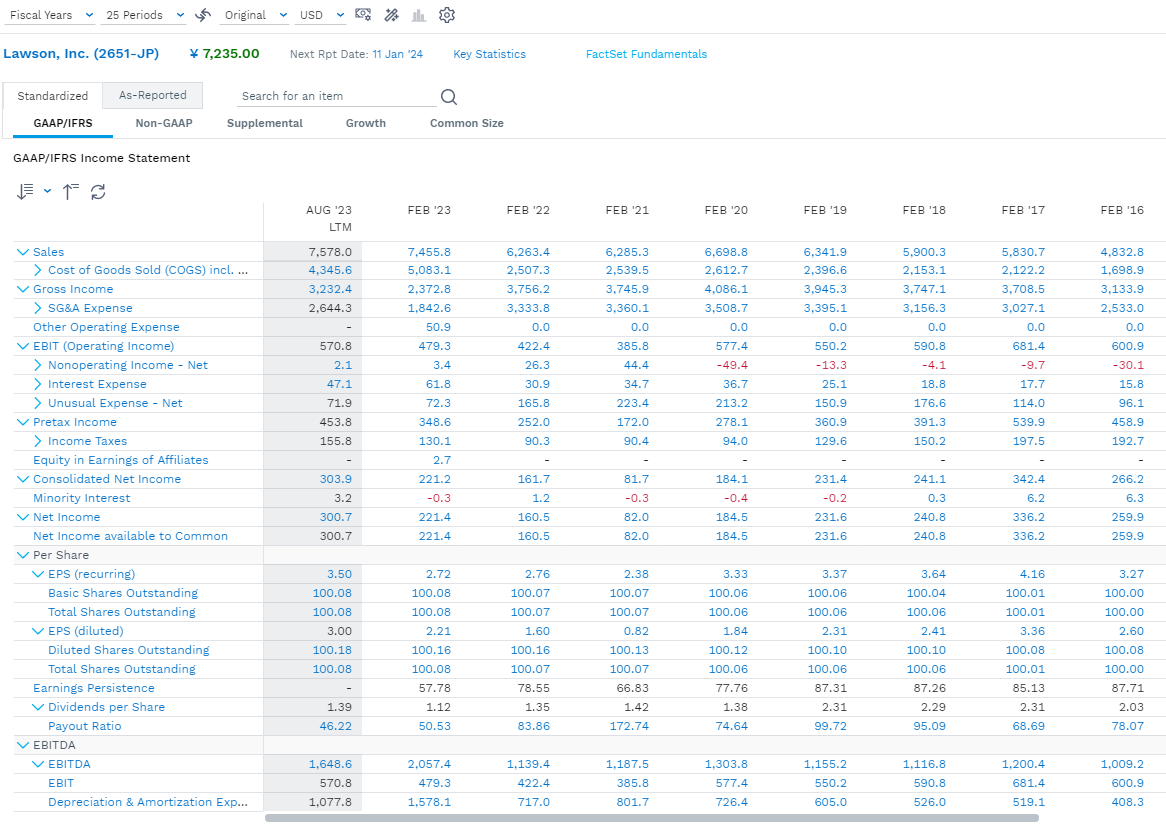 Fiscal Years 25 Periods Original USD
Lawson, Inc. (2651-JP) ¥ 7,235.00 Next Rpt Date: 11 Jan '24 Key Statistics FactSet Fundamentals
Standardized As-Reported Search for an item
GAAP/IFRS Non-GAAP Supplemental Growth Common Size
GAAP/IFRS Income Statement
AUG '23 FEB '23 FEB '22 FEB '21 FEB '20 FEB '19 FEB '18 FEB '17 FEB '16
LTM
Sales 7,578.0 7,455.8 6,263.4 6,285.3 6,698.8 6,341.9 5,900.3 5,830.7 4,832.8
Cost of Goods Sold (COGS) incl. ... 4,345.6 5,083.1 2,507.3 2,539.5 2,612.7 2,396.6 2,153.1 2,122.2 1,698.9
Gross Income 3,232.4 2,372.8 3,756.2 3,745.9 4,086.1 3,945.3 3,747.1 3,708.5 3,133.9
SG&A Expense 2,644.3 1,842.6 3,333.8 3,360.1 3,508.7 3,395.1 3,156.3 3,027.1 2,533.0
Other Operating Expense - 50.9 0.0 0.0 0.0 0.0 0.0 0.0 0.0
EBIT (Operating Income) 570.8 479.3 422.4 385.8 577.4 550.2 590.8 681.4 600.9
Nonoperating Income - Net 2.1 3.4 26.3 44.4 -49.4 -13.3 -4.1 -9.7 -30.1
Interest Expense 47.1 61.8 30.9 34.7 36.7 25.1 18.8 17.7 15.8
Unusual Expense - Net 71.9 72.3 165.8 223.4 213.2 150.9 176.6 114.0 96.1
Pretax Income 453.8 348.6 252.0 172.0 278.1 360.9 391.3 539.9 458.9
Income Taxes 155.8 130.1 90.3 90.4 94.0 129.6 150.2 197.5 192.7
Equity in Earnings of Affiliates - 2.7 - - - - - - -
Consolidated Net Income 303.9 221.2 161.7 81.7 184.1 231.4 241.1 342.4 266.2
Minority Interest 3.2 -0.3 1.2 -0.3 -0.4 -0.2 0.3 6.2 6.3
Net Income 300.7 221.4 160.5 82.0 184.5 231.6 240.8 336.2 259.9
Net Income available to Common 300.7 221.4 160.5 82.0 184.5 231.6 240.8 336.2 259.9
Per Share
EPS (recurring) 3.50 2.72 2.76 2.38 3.33 3.37 3.64 4.16 3.27
Basic Shares Outstanding 100.08 100.08 100.07 100.07 100.06 100.06 100.04 100.01 100.00
Total Shares Outstanding 100.08 100.08 100.07 100.07 100.06 100.06 100.06 100.01 100.00
EPS (diluted) 3.00 2.21 1.60 0.82 1.84 2.31 2.41 3.36 2.60
Diluted Shares Outstanding 100.18 100.16 100.16 100.13 100.12 100.10 100.10 100.08 100.08
Total Shares Outstanding 100.08 100.08 100.07 100.07 100.06 100.06 100.06 100.01 100.00
Earnings Persistence - 57.78 78.55 66.83 77.76 87.31 87.26 85.13 87.71
Dividends per Share 1.39 1.12 1.35 1.42 1.38 2.31 2.29 2.31 2.03
Payout Ratio 46.22 50.53 83.86 172.74 74.64 99.72 95.09 68.69 78.07
EBITDA
EBITDA 1,648.6 2,057.4 1,139.4 1,187.5 1,303.8 1,155.2 1,116.8 1,200.4 1,009.2
EBIT 570.8 479.3 422.4 385.8 577.4 550.2 590.8 681.4 600.9
Depreciation & Amortization Exp... 1,077.8 1,578.1 717.0 801.7 726.4 605.0 526.0 519.1 408.3